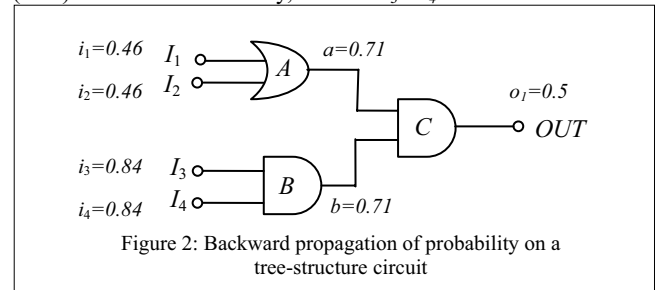 i1=0.46 I1 a=0.71
A
i2=0.46 I2 o1=0.5
C OUT
i3=0.84 I3
B
i4=0.84 I4 b=0.71
Figure 2: Backward propagation of probability on a
tree-structure circuit